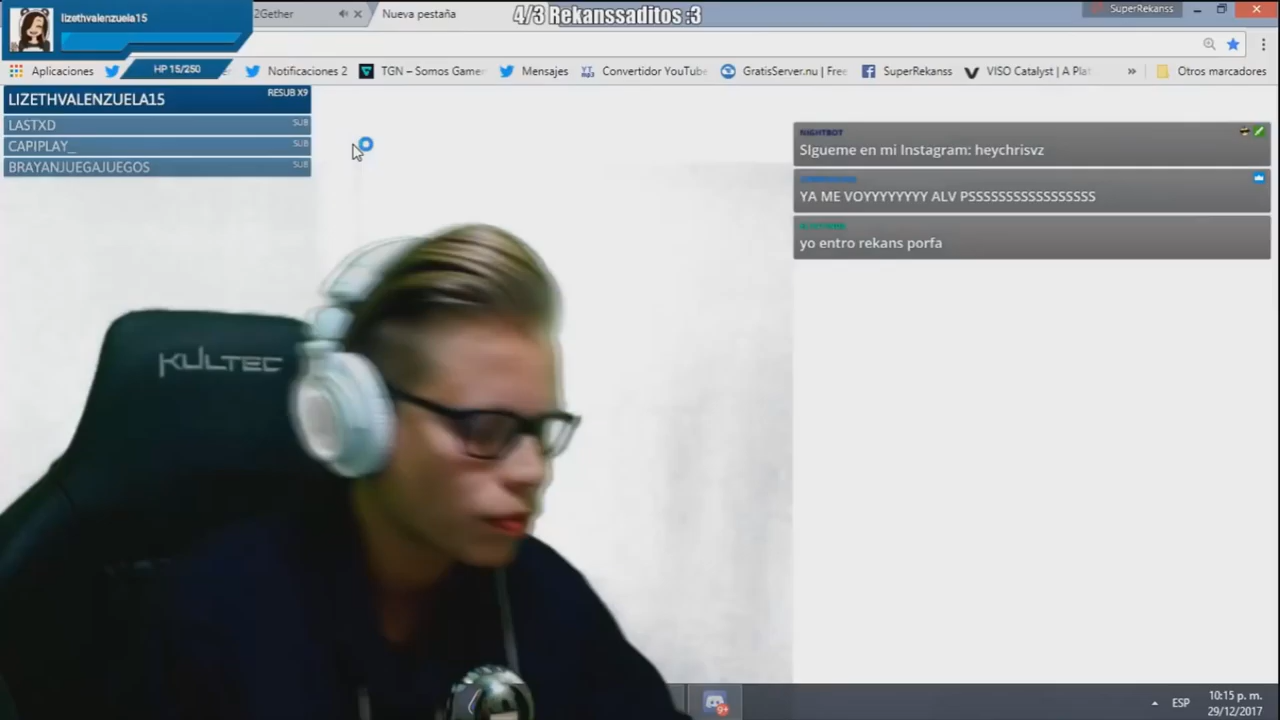 lizethvalenzuela15
2Gether
Nueva pestaña
4/3 Rekanssaditos :3
SuperRekanss
Aplicaciones
HP 15/250
Notificaciones 2
TGN – Somos Gamer
Mensajes
Convertidor YouTube
GratisServer.nu | Free
SuperRekanss
VISO Catalyst | A Plat
»
Otros marcadores
LIZETHVALENZUELA15 RESUB X9
LASTXD SUB
CAPIPLAY_ SUB
BRAYANJUEGAJUEGOS SUB
NIGHTBOT
SIgueme en mi Instagram: heychrisvz
YA ME VOYYYYYYYY ALV PSSSSSSSSSSSSSSSSS
yo entro rekans porfa
KULTEC
9+
ESP
10:15 p. m.
29/12/2017